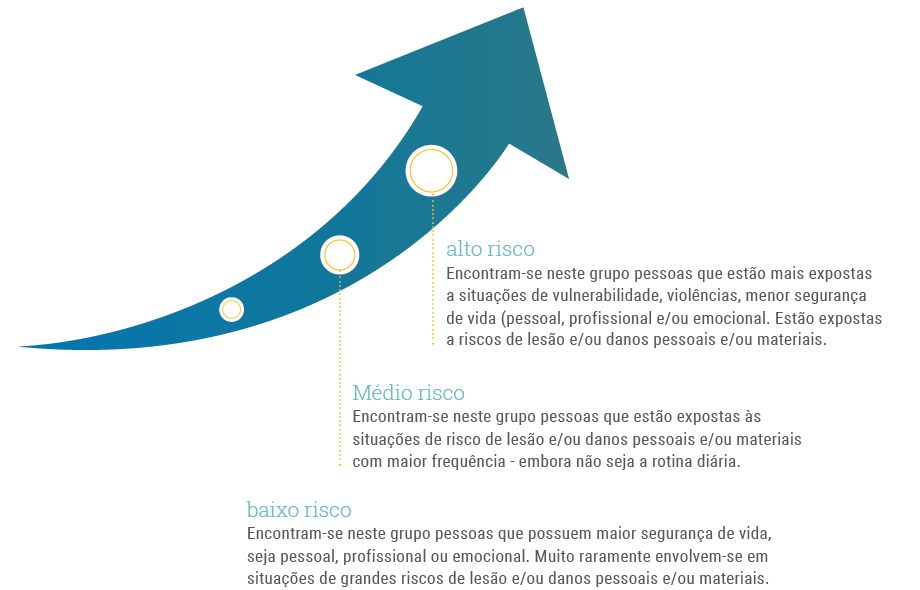 alto risco
Encontram-se neste grupo pessoas que estão mais expostas
a situações de vulnerabilidade, violências, menor segurança
de vida (pessoal, profissional e/ou emocional. Estão expostas
a riscos de lesão e/ou danos pessoais e/ou materiais.
Médio risco
Encontram-se neste grupo pessoas que estão expostas às
situações de risco de lesão e/ou danos pessoais e/ou materiais
com maior frequência - embora não seja a rotina diária.
baixo risco
Encontram-se neste grupo pessoas que possuem maior segurança de vida,
seja pessoal, profissional ou emocional. Muito raramente envolvem-se em
situações de grandes riscos de lesão e/ou danos pessoais e/ou materiais.